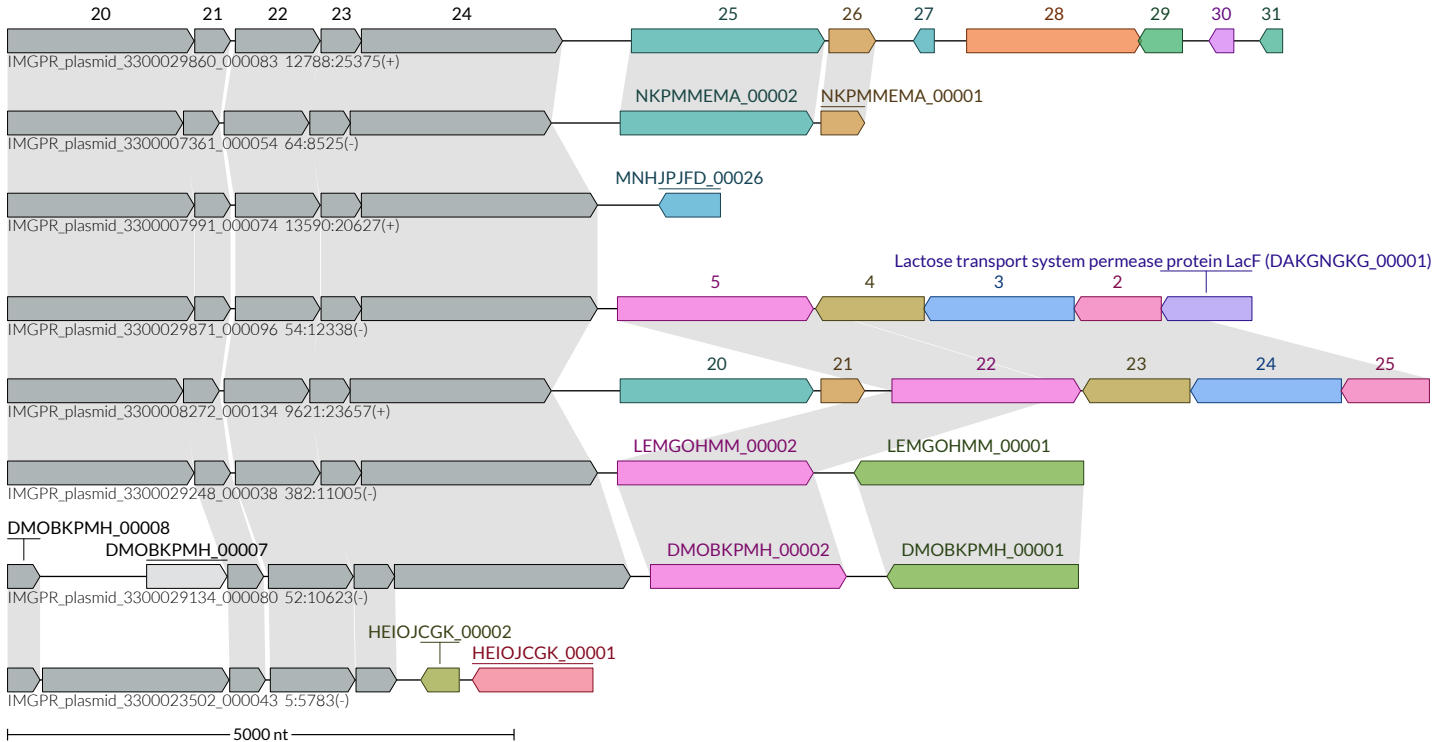 20 21 22 23 24 25 26 27 28 29 30 31
IMGPR_plasmid_3300029860_000083 12788:25375(+)
NKPMMEMA_00002 NKPMMEMA_00001
IMGPR_plasmid_3300007361_000054 64:8525(-)
MNHJPJFD_00026
IMGPR_plasmid_3300007991_000074 13590:20627(+)
Lactose transport system permease protein LacF (DAKGNGKG_00001)
5 4 3 2
IMGPR_plasmid_3300029871_000096 54:12338(-)
20 21 22 23 24 25
IMGPR_plasmid_3300008272_000134 9621:23657(+)
LEMGOHMM_00002 LEMGOHMM_00001
IMGPR_plasmid_3300029248_000038 382:11005(-)
DMOBKPMH_00008
DMOBKPMH_00007 DMOBKPMH_00002 DMOBKPMH_00001
IMGPR_plasmid_3300029134_000080 52:10623(-)
HEIOJCGK_00002
HEIOJCGK_00001
IMGPR_plasmid_3300023502_000043 5:5783(-)
5000 nt